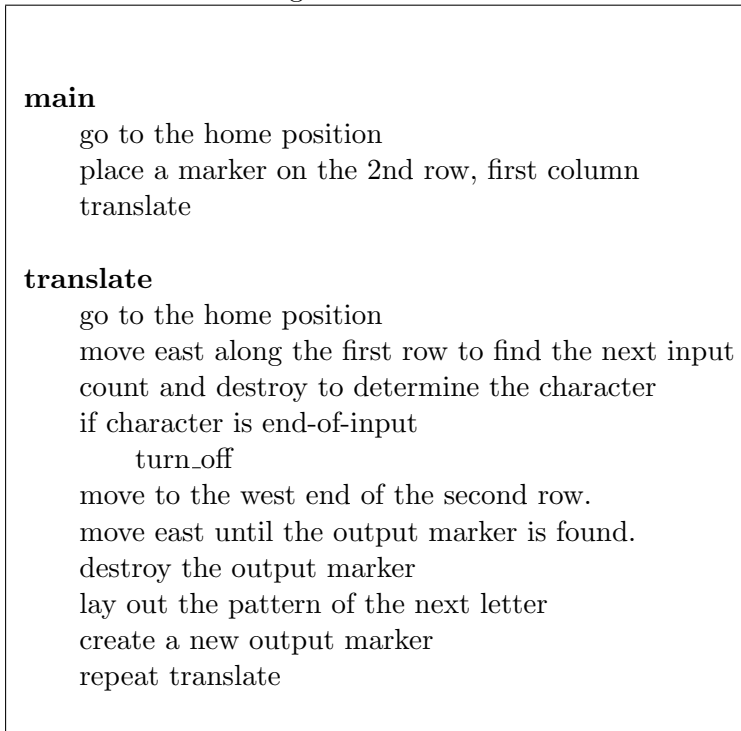 main
go to the home position
place a marker on the 2nd row, first column
translate
translate
go to the home position
move east along the first row to find the next input
count and destroy to determine the character
if character is end-of-input
turn_off
move to the west end of the second row.
move east until the output marker is found.
destroy the output marker
lay out the pattern of the next letter
create a new output marker
repeat translate